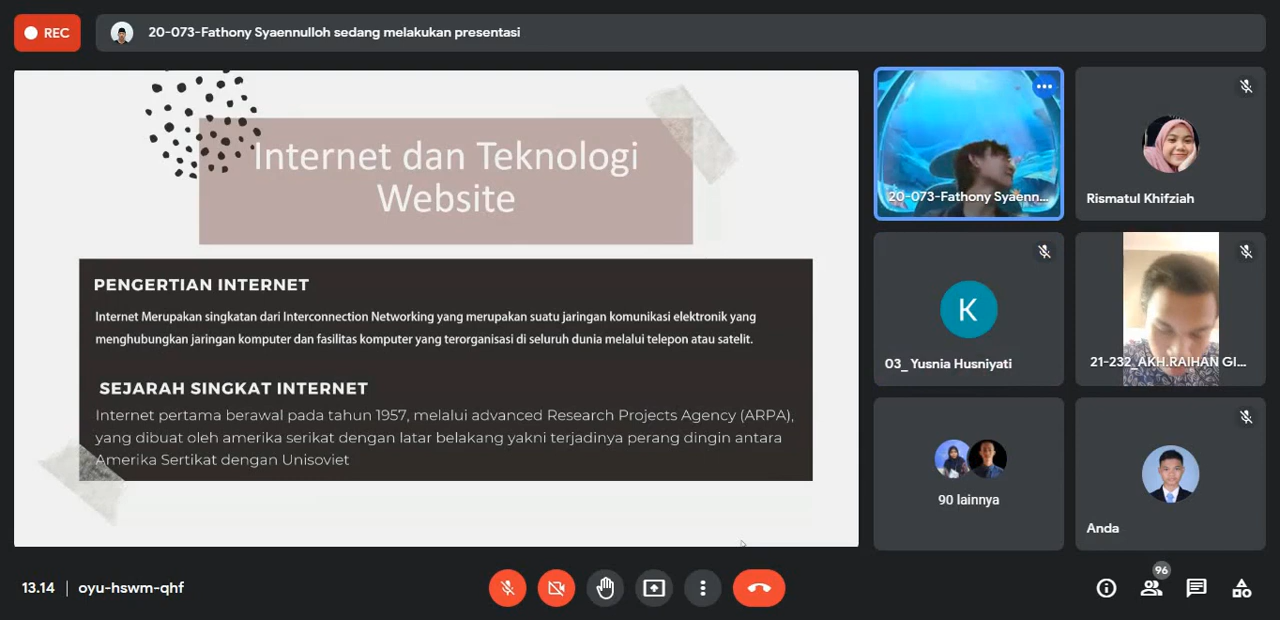 REC
20-073-Fathony Syaennulloh sedang melakukan presentasi
Internet dan Teknologi
Website
PENGERTIAN INTERNET
Internet Merupakan singkatan dari Interconnection Networking yang merupakan suatu jaringan komunikasi elektronik yang
menghubungkan jaringan komputer dan fasilitas komputer yang terorganisasi di seluruh dunia melalui telepon atau satelit.
SEJARAH SINGKAT INTERNET
Internet pertama berawal pada tahun 1957, melalui advanced Research Projects Agency (ARPA),
yang dibuat oleh amerika serikat dengan latar belakang yakni terjadinya perang dingin antara
Amerika Sertikat dengan Unisoviet
20-073-Fathony Syaenn...
Rismatul Khifziah
K
03_ Yusnia Husniyati
21-232_AKH.RAIHAN GI...
90 lainnya
Anda
13.14 | oyu-hswm-qhf
96